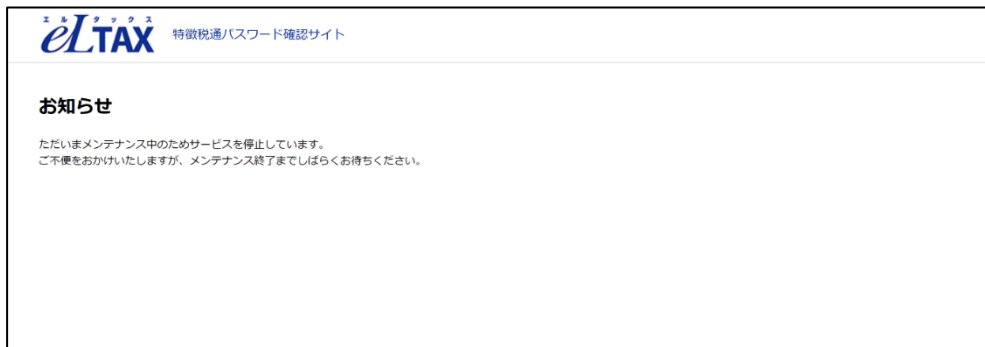 エルタックス
eLTAX 特徴税通パスワード確認サイト
お知らせ
ただいまメンテナンス中のためサービスを停止しています。
ご不便をおかけいたしますが、メンテナンス終了までしばらくお待ちください。